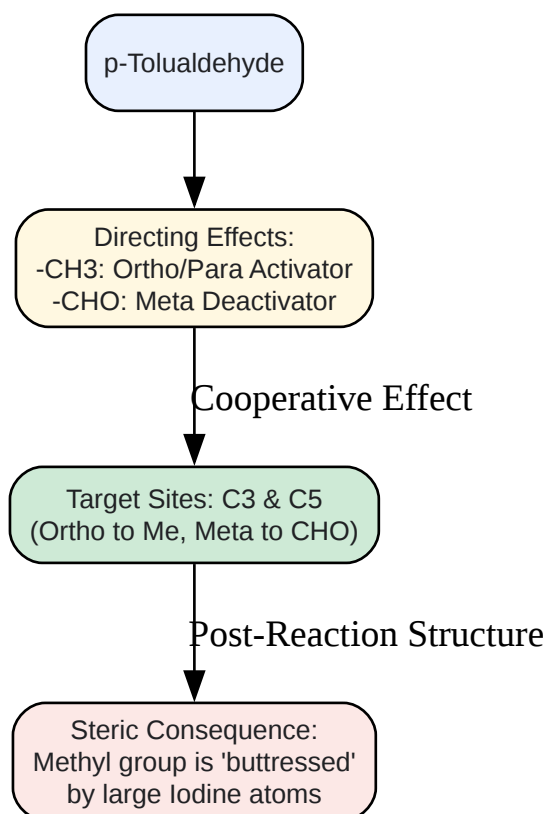 p-Tolualdehyde
Directing Effects:
-CH3: Ortho/Para Activator
-CHO: Meta Deactivator
Cooperative Effect
Target Sites: C3 & C5
(Ortho to Me, Meta to CHO)
Post-Reaction Structure
Steric Consequence:
Methyl group is 'buttressed'
by large Iodine atoms